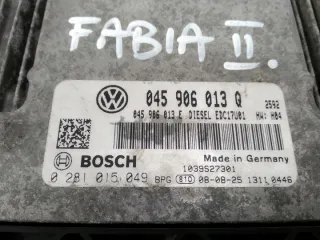 FABIA II.
045 906 013 Q 2592
045 906 013 E DIESEL EDC17U01 HW: H04
BOSCH Made in Germany
1039S27301
0 281 015 049 BPG 08-08-25 1311 0446